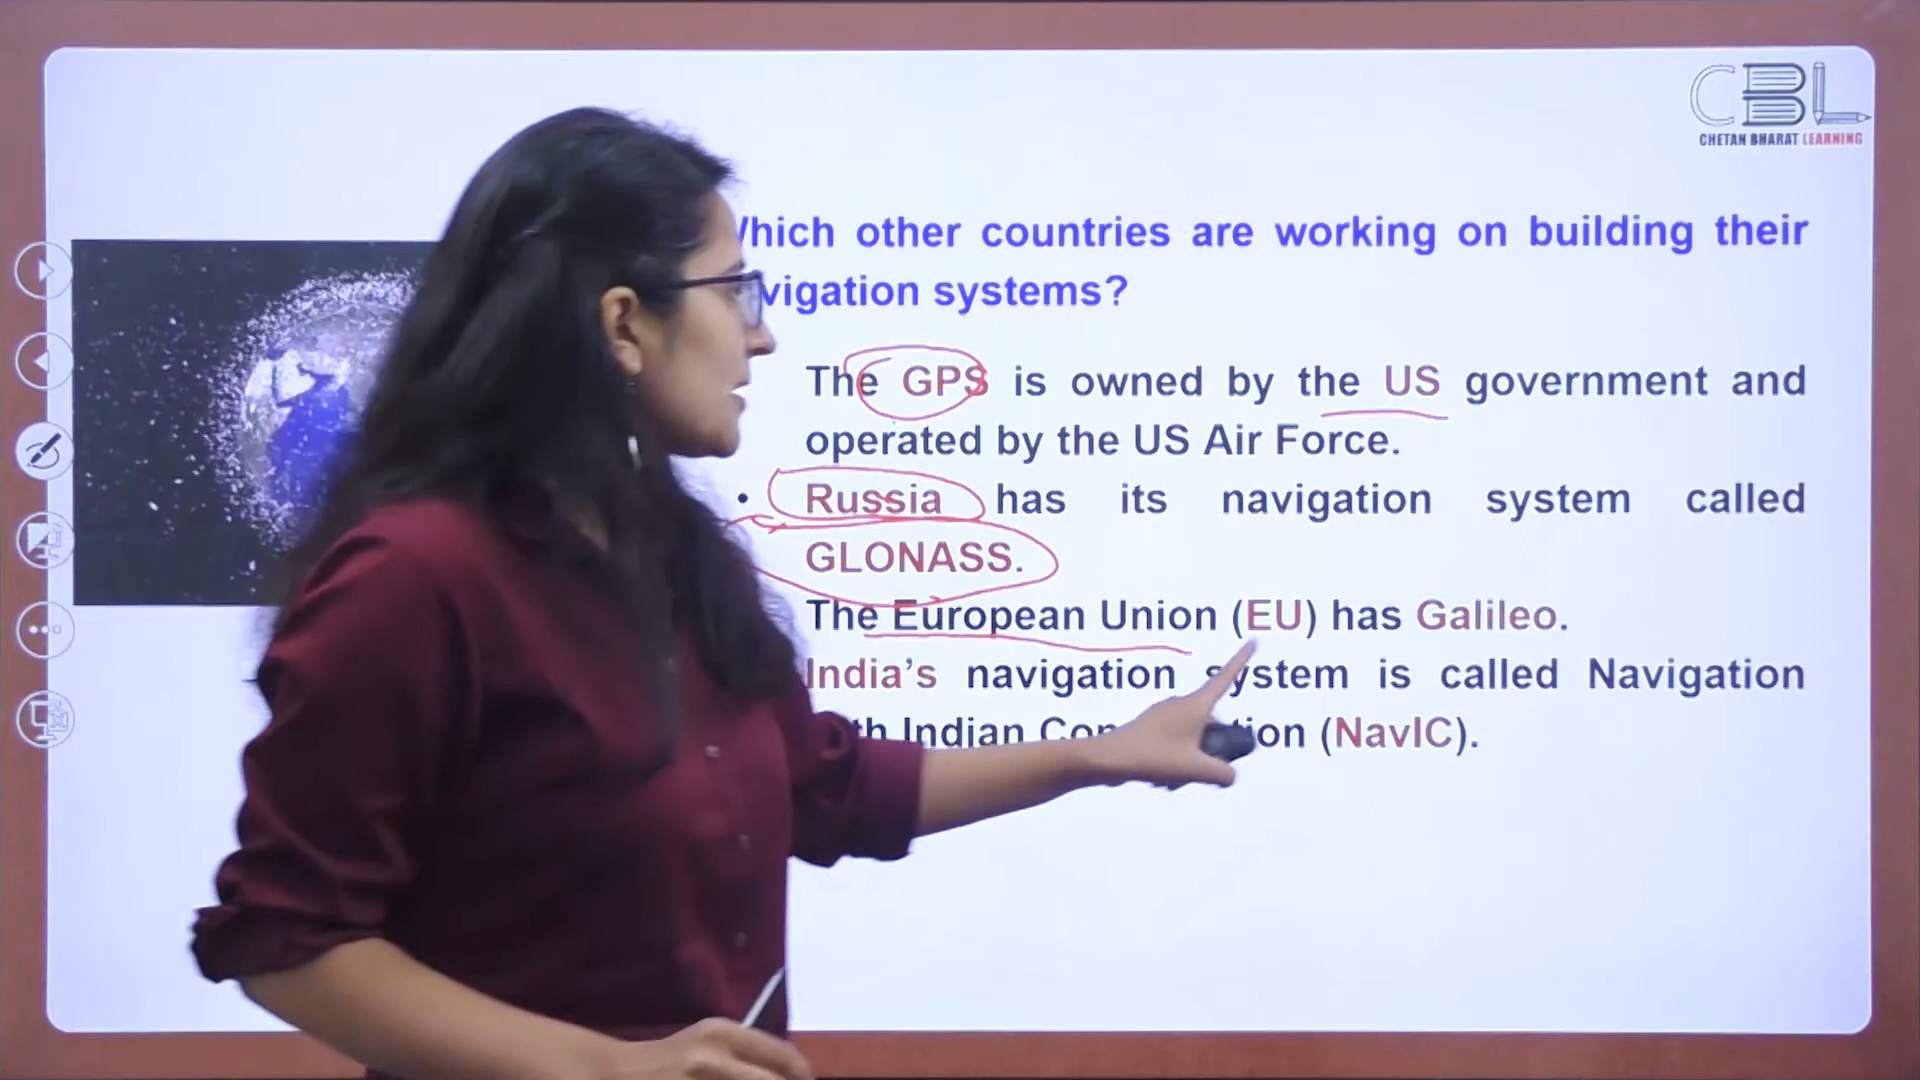 CBL
CHETAN BHARAT LEARNING
Which other countries are working on building their
vigation systems?
The GPS is owned by the US government and
operated by the US Air Force.
• Russia has its navigation system called
GLONASS.
The European Union (EU) has Galileo.
India's navigation system is called Navigation
Indian (NavIC).